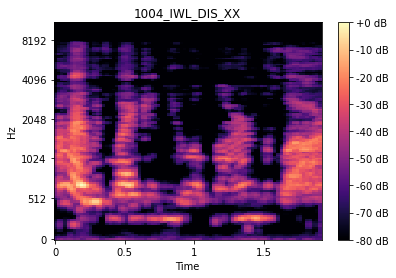 1004_IWL_DIS_XX
Hz
8192
4096
2048
1024
512
0
0
0.5
1
1.5
Time
+0 dB
-10 dB
-20 dB
-30 dB
-40 dB
-50 dB
-60 dB
-70 dB
-80 dB